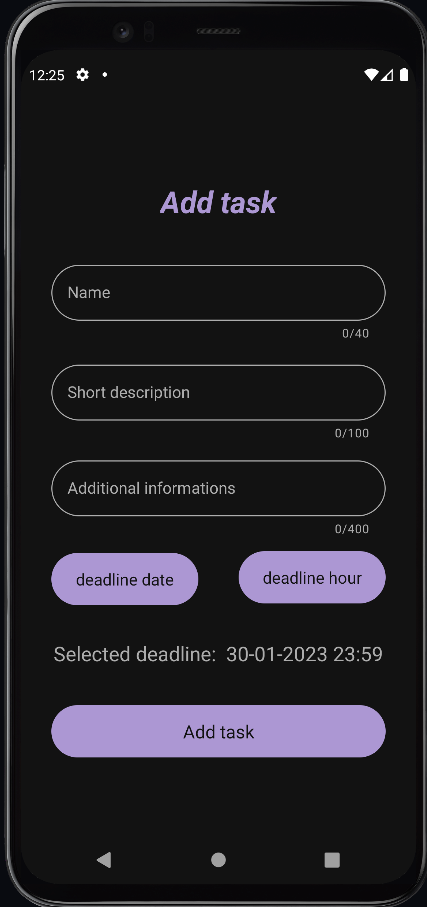 12:25
Add task
Name
0/40
Short description
0/100
Additional informations
0/400
deadline date
deadline hour
Selected deadline: 30-01-2023 23:59
Add task